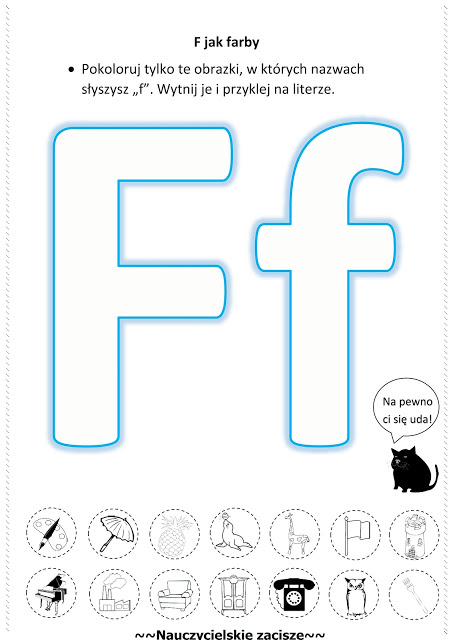 F jak farby
• Pokoloruj tylko te obrazki, w których nazwach
słyszysz „f”. Wytnij je i przyklej na literze.
Ff
Na pewno
ci się uda!
~~Nauczycielskie zacisze~~